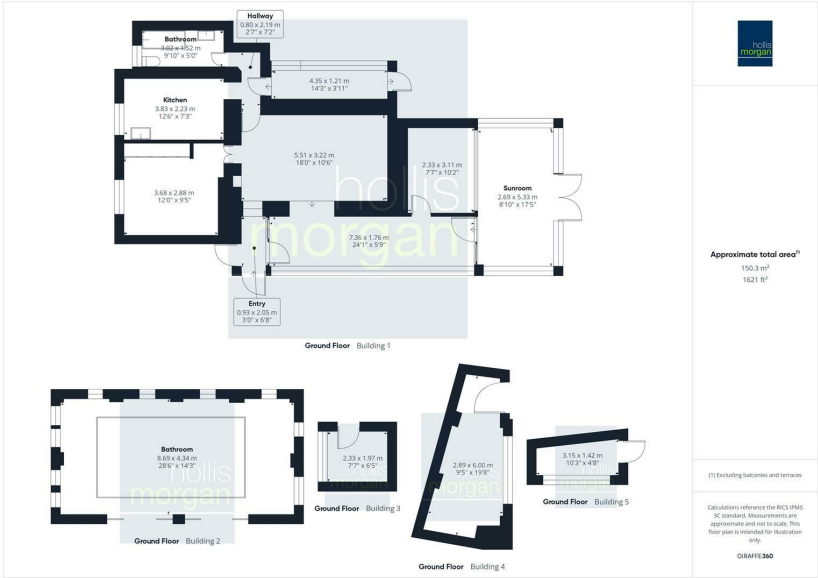 Hallway
0.80 x 2.19 m
2'7" x 7'2"
Bathroom
3.02 x 1.52 m
9'10" x 5'0"
4.35 x 1.21 m
14'3" x 3'11"
Kitchen
3.83 x 2.23 m
12'6" x 7'3"
5.51 x 3.22 m
18'0" x 10'6"
2.33 x 3.11 m
7'7" x 10'2"
3.68 x 2.88 m
12'0" x 9'5"
Sunroom
2.69 x 5.33 m
8'10" x 17'5"
7.36 x 1.76 m
24'1" x 5'9"
hollis
morgan
Entry
0.93 x 2.05 m
3'0" x 6'8"
Ground Floor Building 1
Bathroom
8.69 x 4.34 m
28'6" x 14'3"
hollis
morgan
Ground Floor Building 2
2.33 x 1.97 m
7'7" x 6'5"
Ground Floor Building 3
2.89 x 6.00 m
9'5" x 19'8"
hollis
morgan
Ground Floor Building 4
3.15 x 1.42 m
10'3" x 4'8"
Ground Floor Building 5
hollis
morgan
Approximate total area(1)
150.3 m²
1621 ft²
(1) Excluding balconies and terraces
Calculations reference the RICS IPMS
3C standard. Measurements are
approximate and not to scale. This
floor plan is intended for illustration
only.
GIRAFFE360